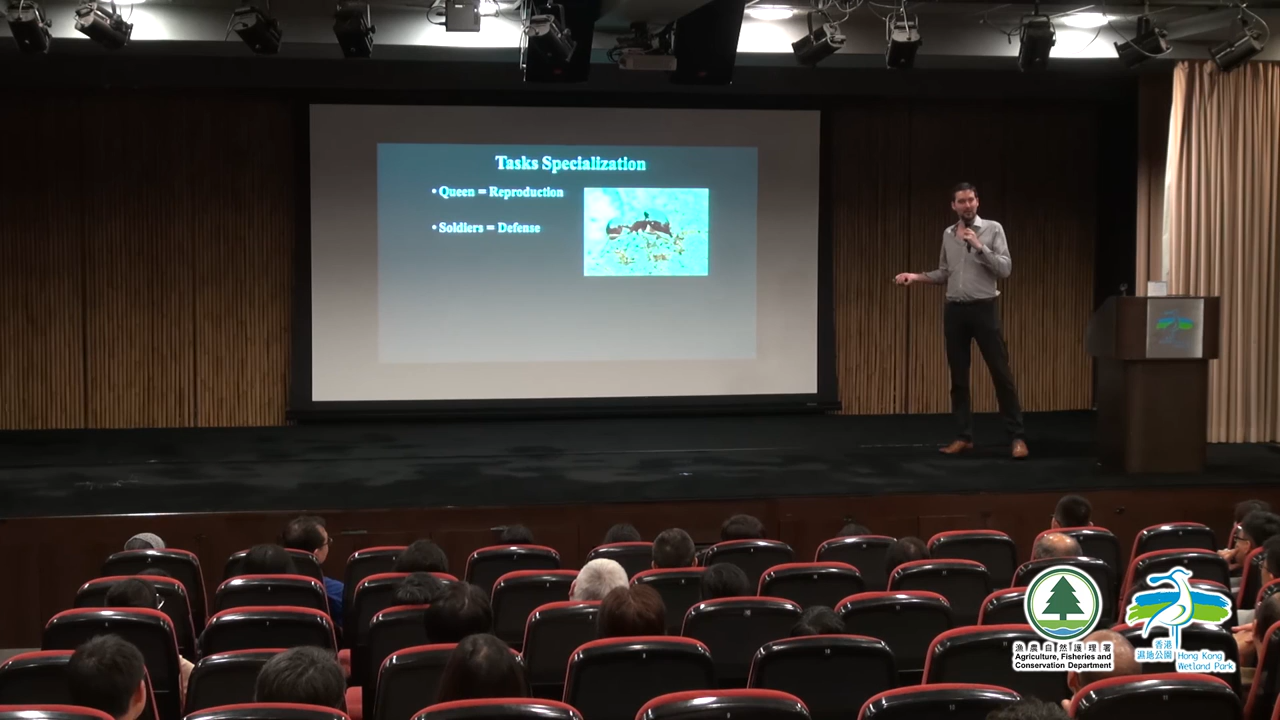 Tasks Specialization
• Queen = Reproduction
• Soldiers = Defense
漁農自然護理署
Agriculture, Fisheries and
Conservation Department
香港
濕地公園
Hong Kong
Wetland Park